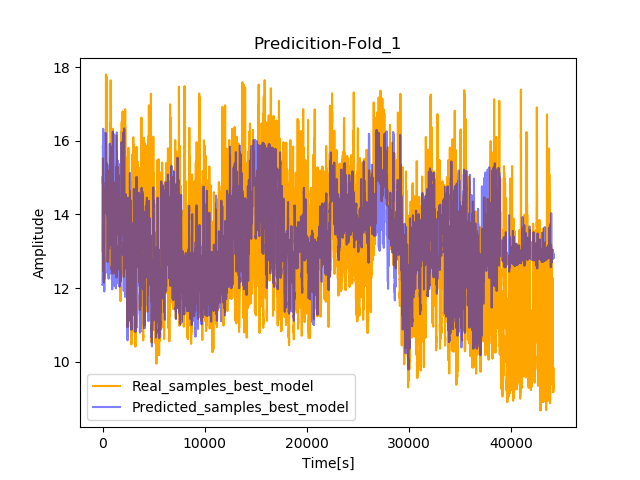 Predicition-Fold_1
18
16
14
12
10
Amplitude
Real_samples_best_model
Predicted_samples_best_model
0
10000
20000
30000
40000
Time[s]